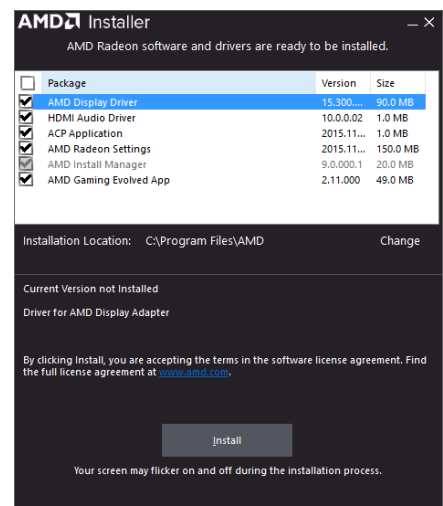 AMD Installer
AMD Radeon software and drivers are ready to be installed.
Package Version Size
AMD Display Driver 15.300.... 90.0 MB
HDMI Audio Driver 10.0.0.02 1.0 MB
ACP Application 2015.11... 1.0 MB
AMD Radeon Settings 2015.11... 150.0 MB
AMD Install Manager 9.0.000.1 20.0 MB
AMD Gaming Evolved App 2.11.000 49.0 MB
Installation Location: C:\Program Files\AMD Change
Current Version not Installed
Driver for AMD Display Adapter
By clicking Install, you are accepting the terms in the software license agreement. Find
the full license agreement at www.amd.com.
Install
Your screen may flicker on and off during the installation process.